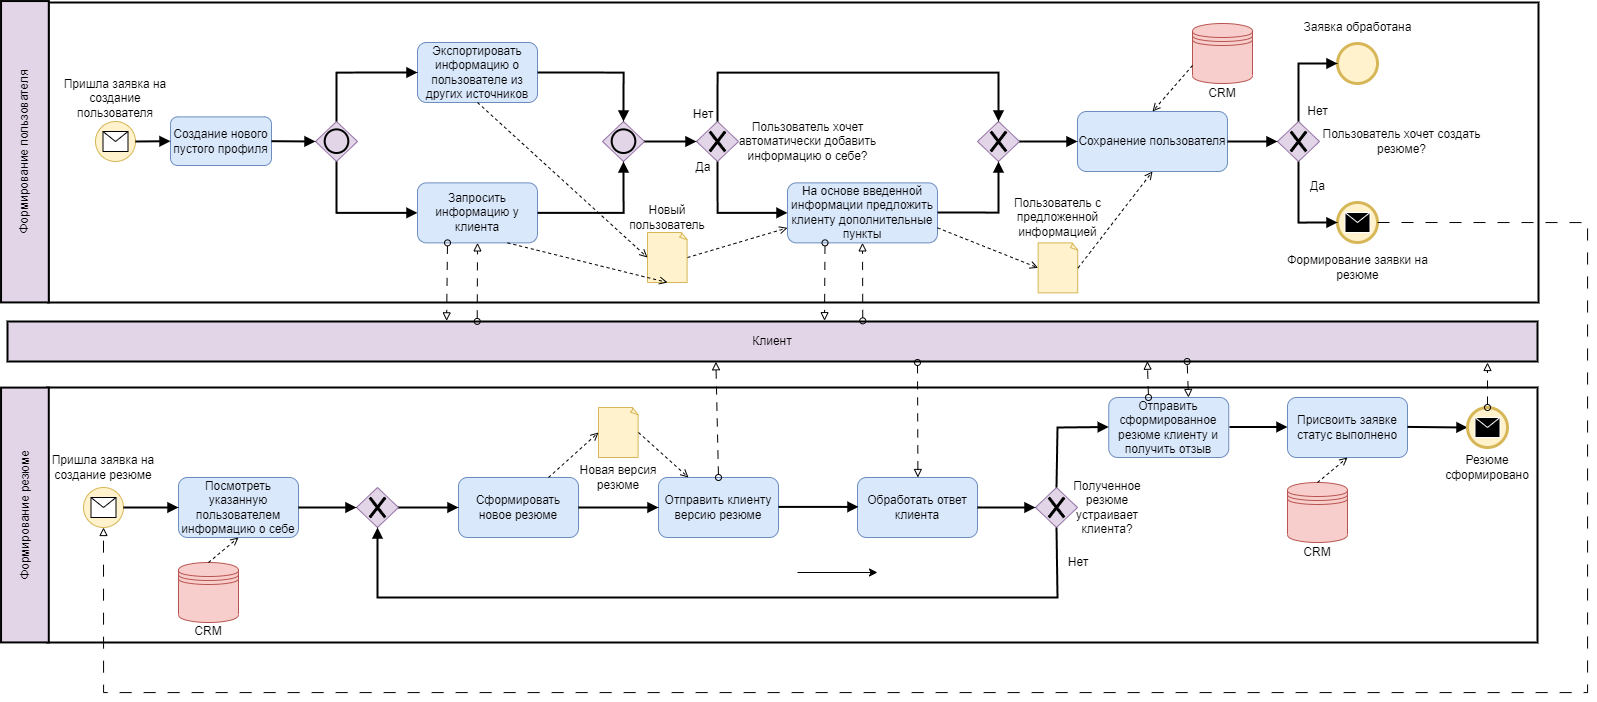 Формирование пользователя
Пришла заявка на
создание
пользователя
Создание нового
пустого профиля
Экспортировать
информацию о
пользователе из
других источников
Запросить
информацию у
клиента
Новый
пользователь
Нет
Да
Пользователь хочет
автоматически добавить
информацию о себе?
На основе введенной
информации предложить
клиенту дополнительные
пункты
Пользователь с
предложенной
информацией
Сохранение пользователя
CRM
Заявка обработана
Нет
Пользователь хочет создать
резюме?
Да
Формирование заявки на
резюме
Клиент
Формирование резюме
Пришла заявка на
создание резюме
Посмотреть
указанную
пользователем
информацию о себе
CRM
Сформировать
новое резюме
Новая версия
резюме
Отправить клиенту
версию резюме
Обработать ответ
клиента
Полученное
резюме
устраивает
клиента?
Нет
Отправить
сформированное
резюме клиенту и
получить отзыв
Присвоить заявке
статус выполнено
CRM
Резюме
сформировано